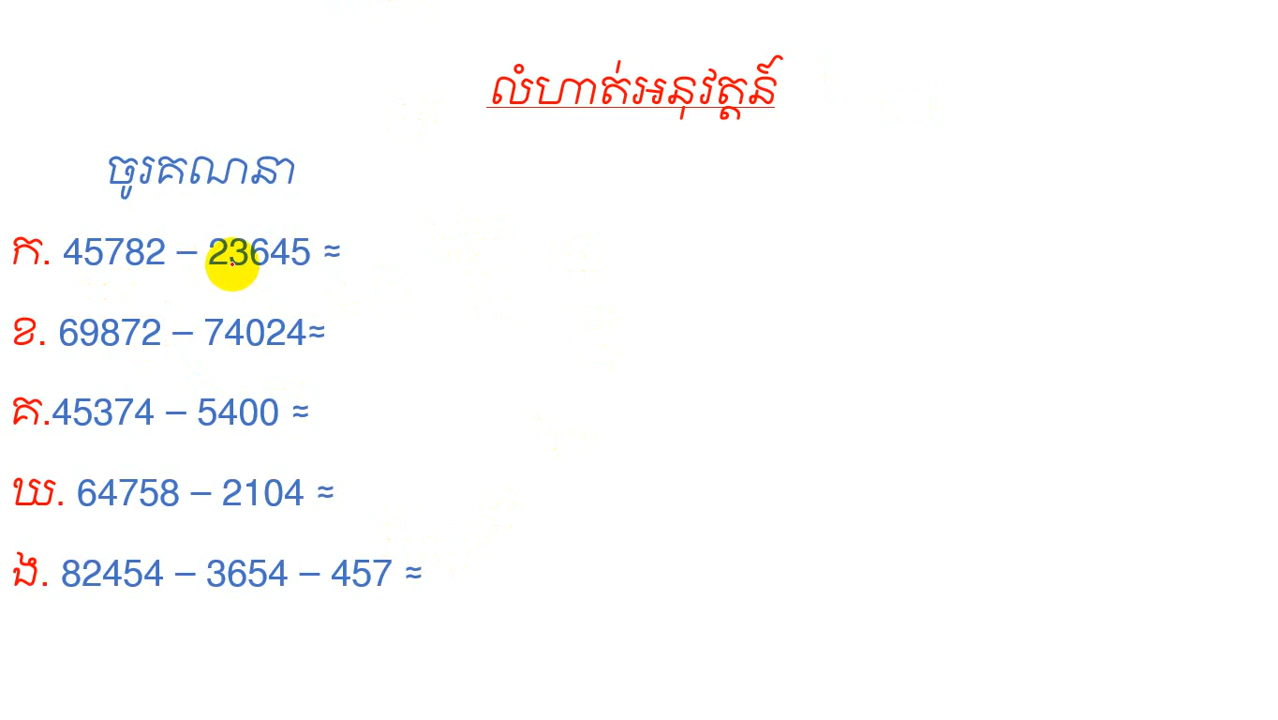 លំហាត់អនុវត្តន៍
ចូរគណនា
ក. 45782 – 23645 ≈
ខ. 69872 – 74024≈
គ.45374 – 5400 ≈
ឃ. 64758 – 2104 ≈
ង. 82454 – 3654 – 457 ≈